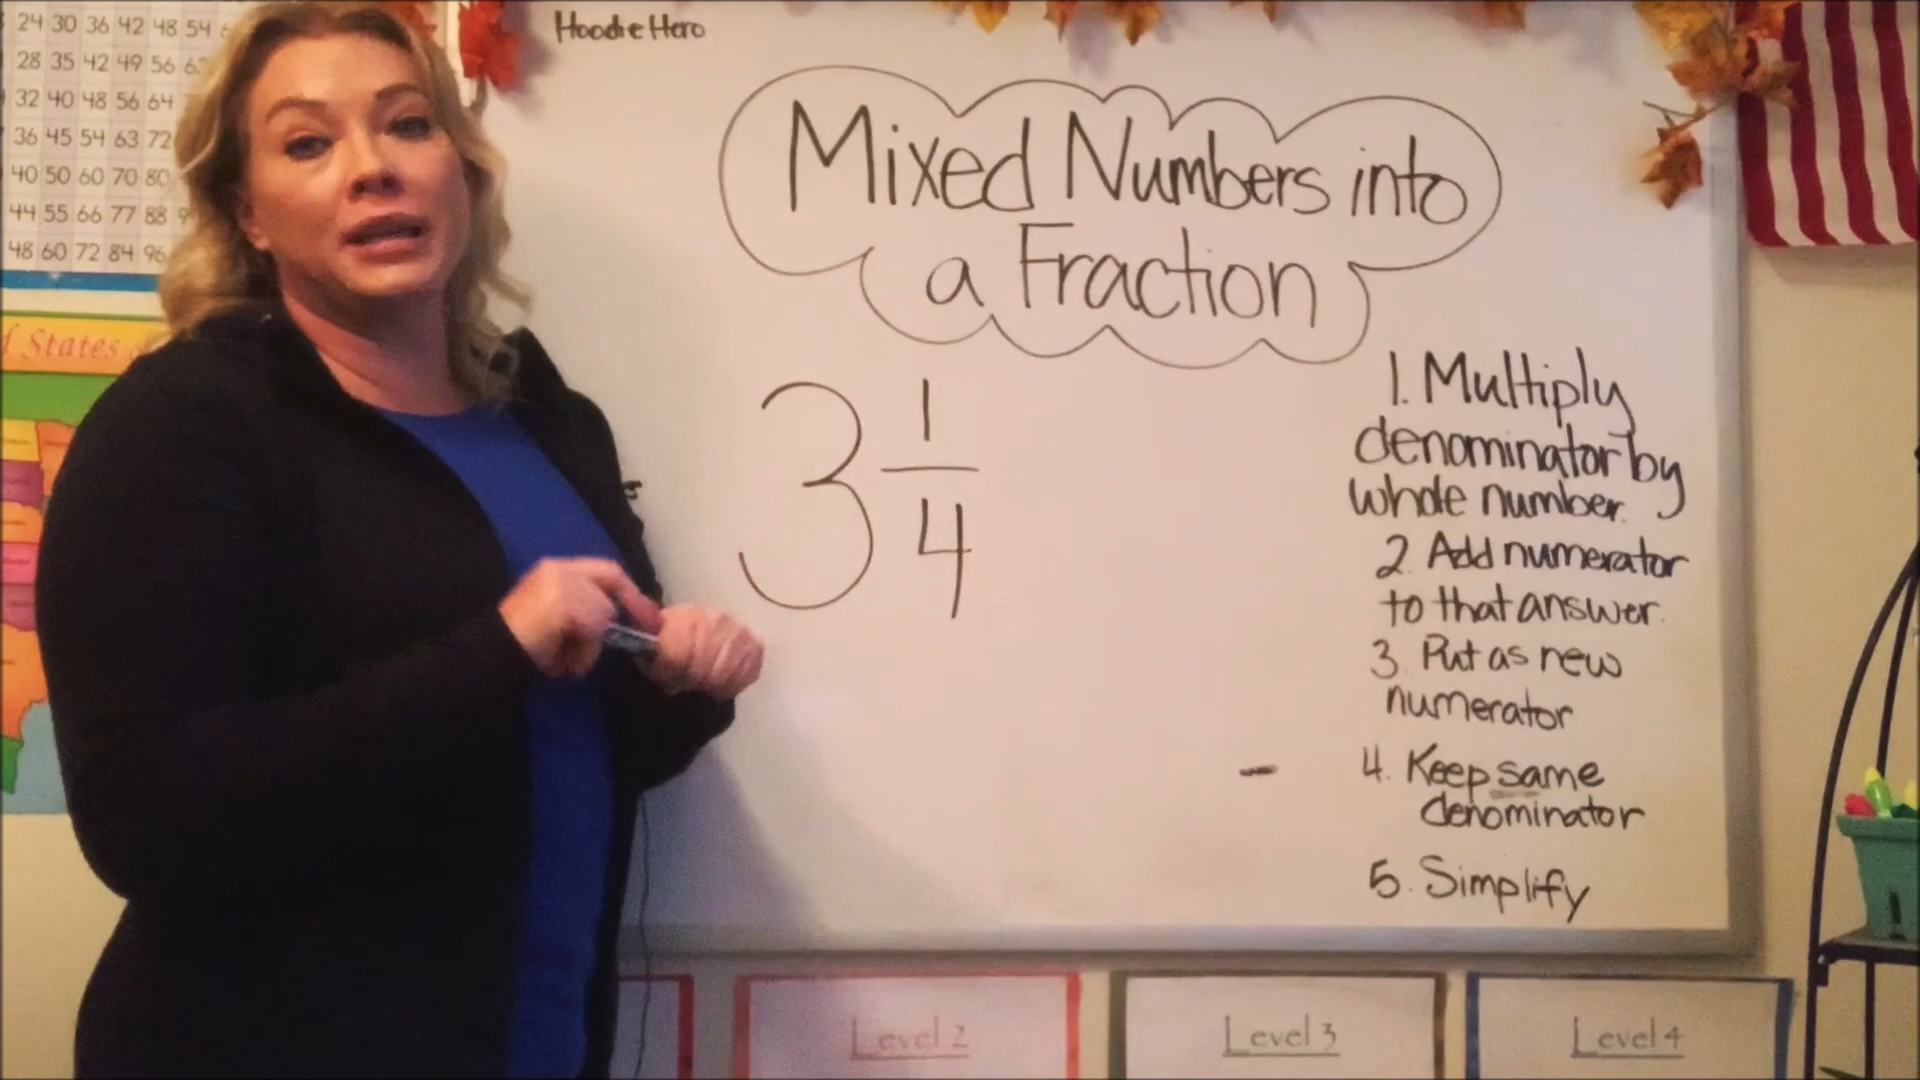 24 30 36 42 48 54
28 35 42 49 56 63
32 40 48 56 64
36 45 54 63 72
40 50 60 70 80
44 55 66 77 88 9
48 60 72 84 96
States
Hoodie Hero
Mixed Numbers into
a Fraction
3 1/4
1. Multiply
denominator by
whole number.
2. Add numerator
to that answer.
3. Put as new
numerator
4. Keep same
denominator
5. Simplify
Level 2
Level 3
Level 4